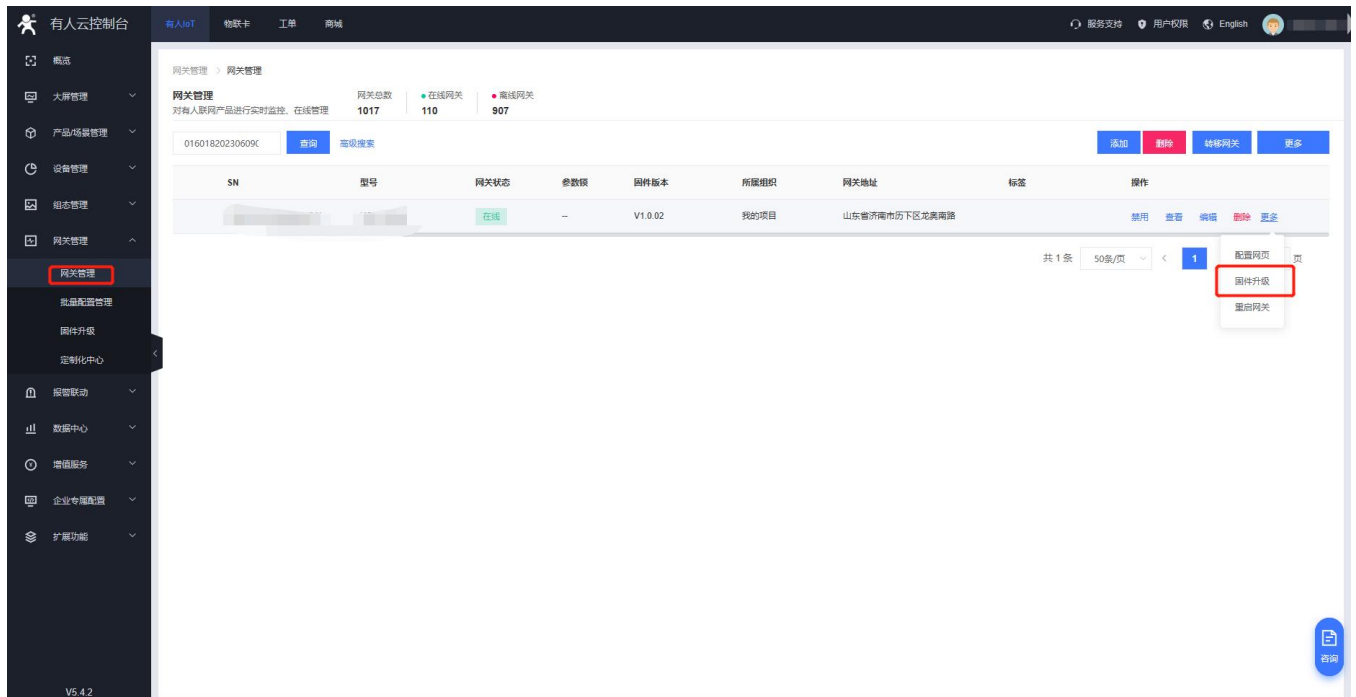 有人云控制台
有人IoT 物联卡 工单 商城
服务支持 用户权限 English
概览
大屏管理
产品/场景管理
设备管理
组态管理
网关管理
网关管理
批量配置管理
固件升级
定制化中心
报警联动
数据中心
增值服务
企业专属配置
扩展功能
V5.4.2
网关管理 > 网关管理
网关管理 网关总数 在线网关 离线网关
对有人联网产品进行实时监控、在线管理 1017 110 907
01601820230609( 查询 高级搜索 添加 删除 转移网关 更多
SN 型号 网关状态 参数锁 固件版本 所属组织 网关地址 标签 操作
在线 -- V1.0.02 我的项目 山东省济南市历下区龙奥南路 禁用 查看 编辑 删除 更多
共 1 条 50条/页 < 1 页
配置网页
固件升级
重启网关
咨询